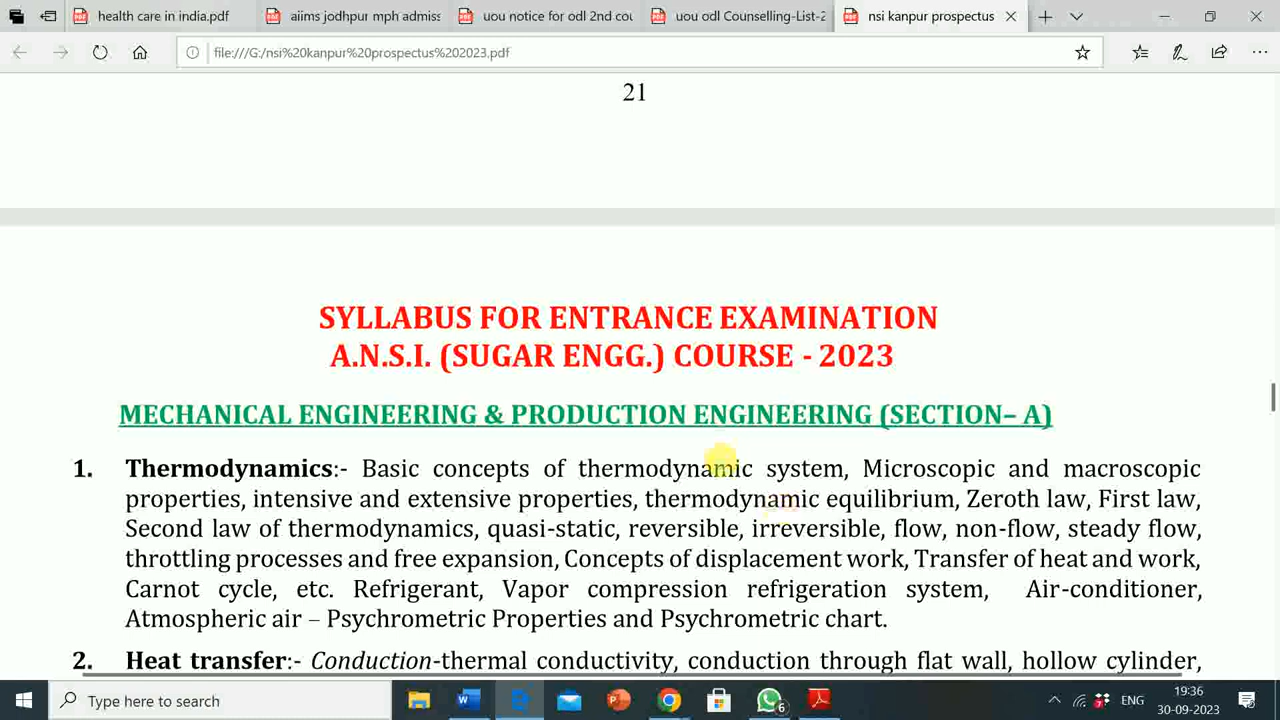 health care in india.pdf
aiims jodhpur mph admiss
uou notice for odl 2nd cou
uou odl Counselling-List-2
nsi kanpur prospectus
file:///G:/nsi%20kanpur%20prospectus%202023.pdf
21
SYLLABUS FOR ENTRANCE EXAMINATION
A.N.S.I. (SUGAR ENGG.) COURSE - 2023
MECHANICAL ENGINEERING & PRODUCTION ENGINEERING (SECTION– A)
1. Thermodynamics:- Basic concepts of thermodynamic system, Microscopic and macroscopic
properties, intensive and extensive properties, thermodynamic equilibrium, Zeroth law, First law,
Second law of thermodynamics, quasi-static, reversible, irreversible, flow, non-flow, steady flow,
throttling processes and free expansion, Concepts of displacement work, Transfer of heat and work,
Carnot cycle, etc. Refrigerant, Vapor compression refrigeration system, Air-conditioner,
Atmospheric air – Psychrometric Properties and Psychrometric chart.
2. Heat transfer:- Conduction-thermal conductivity, conduction through flat wall, hollow cylinder,
Type here to search
6
ENG
19:36
30-09-2023